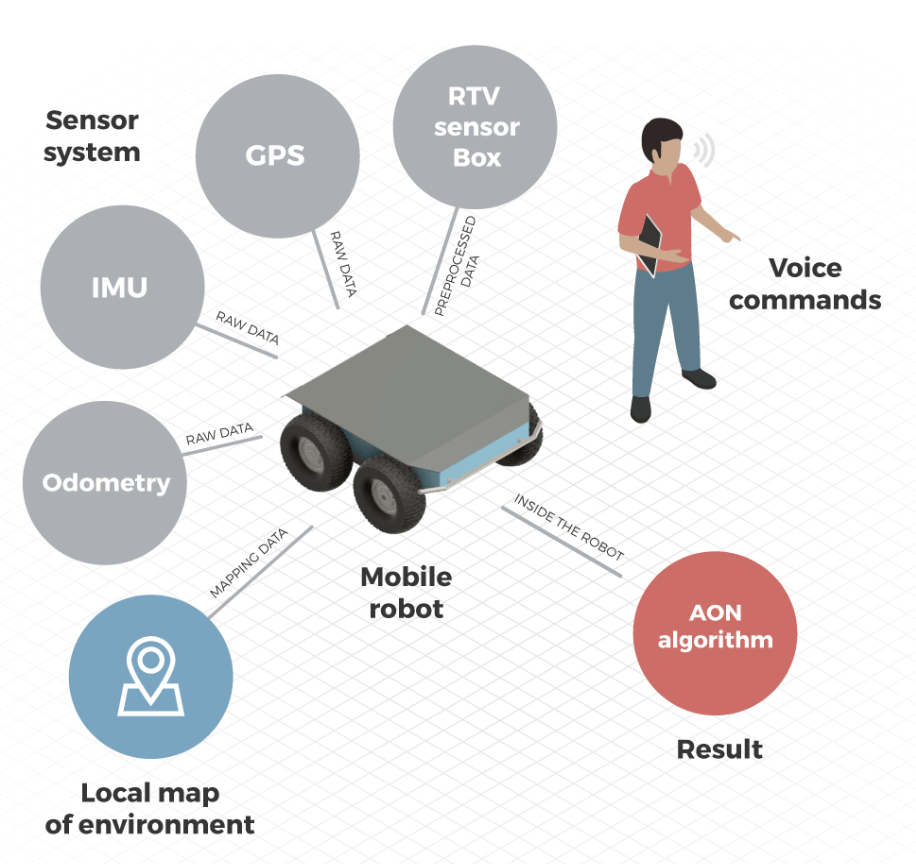 Sensor
system
GPS
RTV
sensor
Box
IMU
RAW DATA
PREPROCESSED
DATA
RAW DATA
Voice
commands
Odometry
RAW DATA
MAPPING DATA
INSIDE THE ROBOT
Mobile
robot
AON
algorithm
Result
Local map
of environment